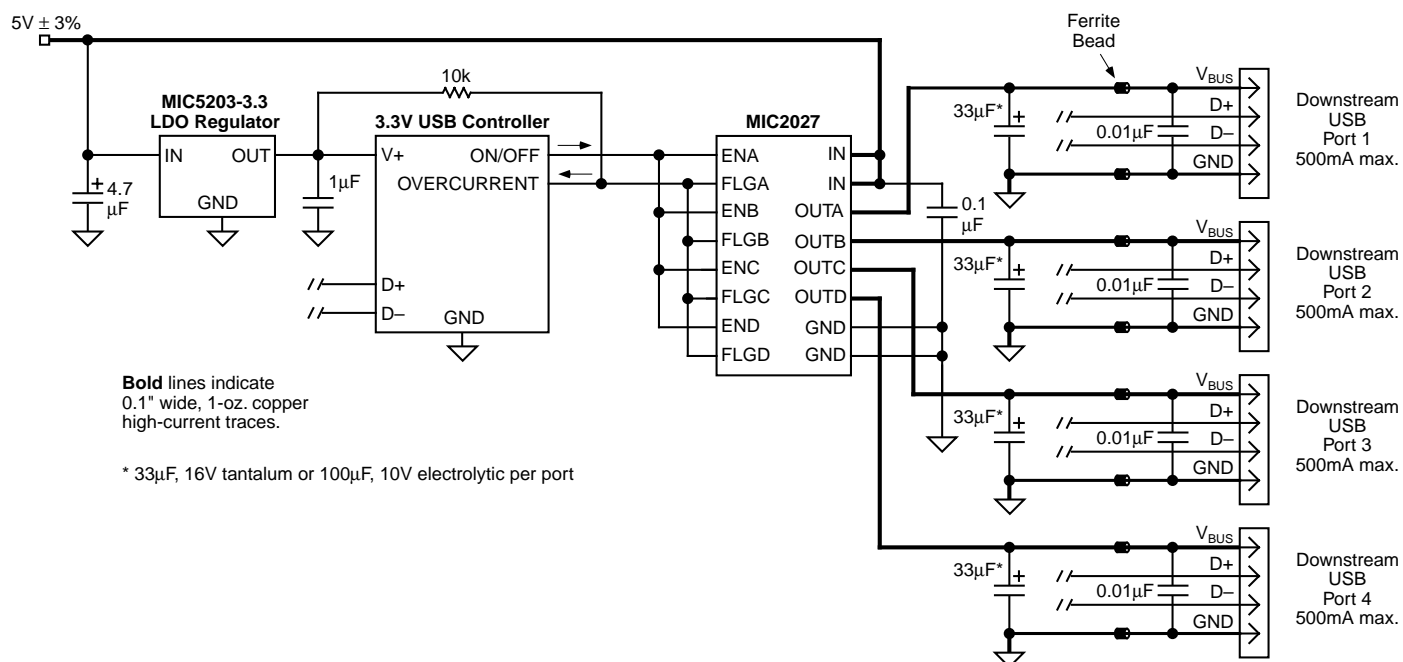 5V ± 3%
Ferrite
Bead
MIC5203-3.3
LDO Regulator
IN
OUT
GND
+
4.7
µF
1µF
10k
3.3V USB Controller
V+
ON/OFF
OVERCURRENT
D+
D–
GND
MIC2027
ENA
FLGA
ENB
FLGB
ENC
FLGC
END
FLGD
IN
IN
OUTA
OUTB
OUTC
OUTD
GND
GND
0.1
µF
33µF*
+
0.01µF
VBUS
D+
D–
GND
Downstream
USB
Port 1
500mA max.
33µF*
+
0.01µF
VBUS
D+
D–
GND
Downstream
USB
Port 2
500mA max.
33µF*
+
0.01µF
VBUS
D+
D–
GND
Downstream
USB
Port 3
500mA max.
33µF*
+
0.01µF
VBUS
D+
D–
GND
Downstream
USB
Port 4
500mA max.
Bold lines indicate
0.1" wide, 1-oz. copper
high-current traces.
* 33µF, 16V tantalum or 100µF, 10V electrolytic per port